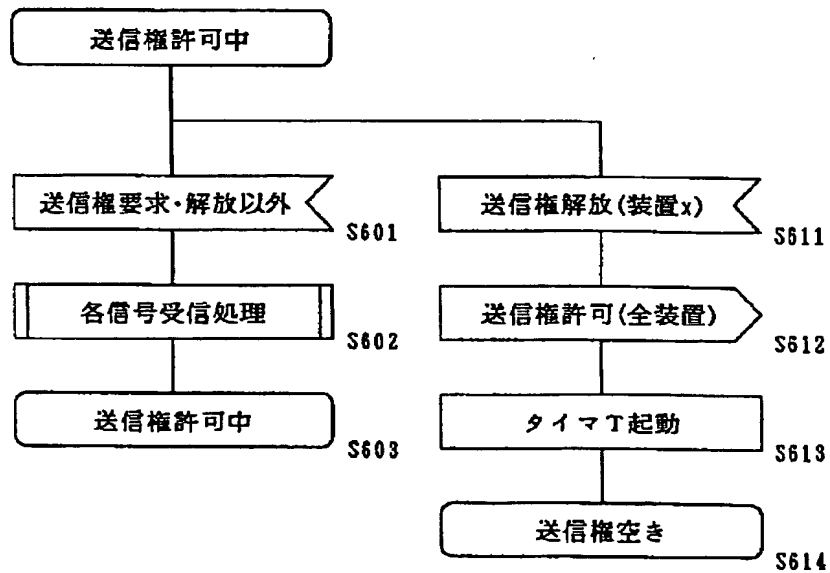 送信権許可中
送信権要求・解放以外
S601
各信号受信処理
S602
送信権許可中
S603
送信権解放(装置x)
S611
送信権許可(全装置)
S612
タイマT起動
S613
送信権空き
S614